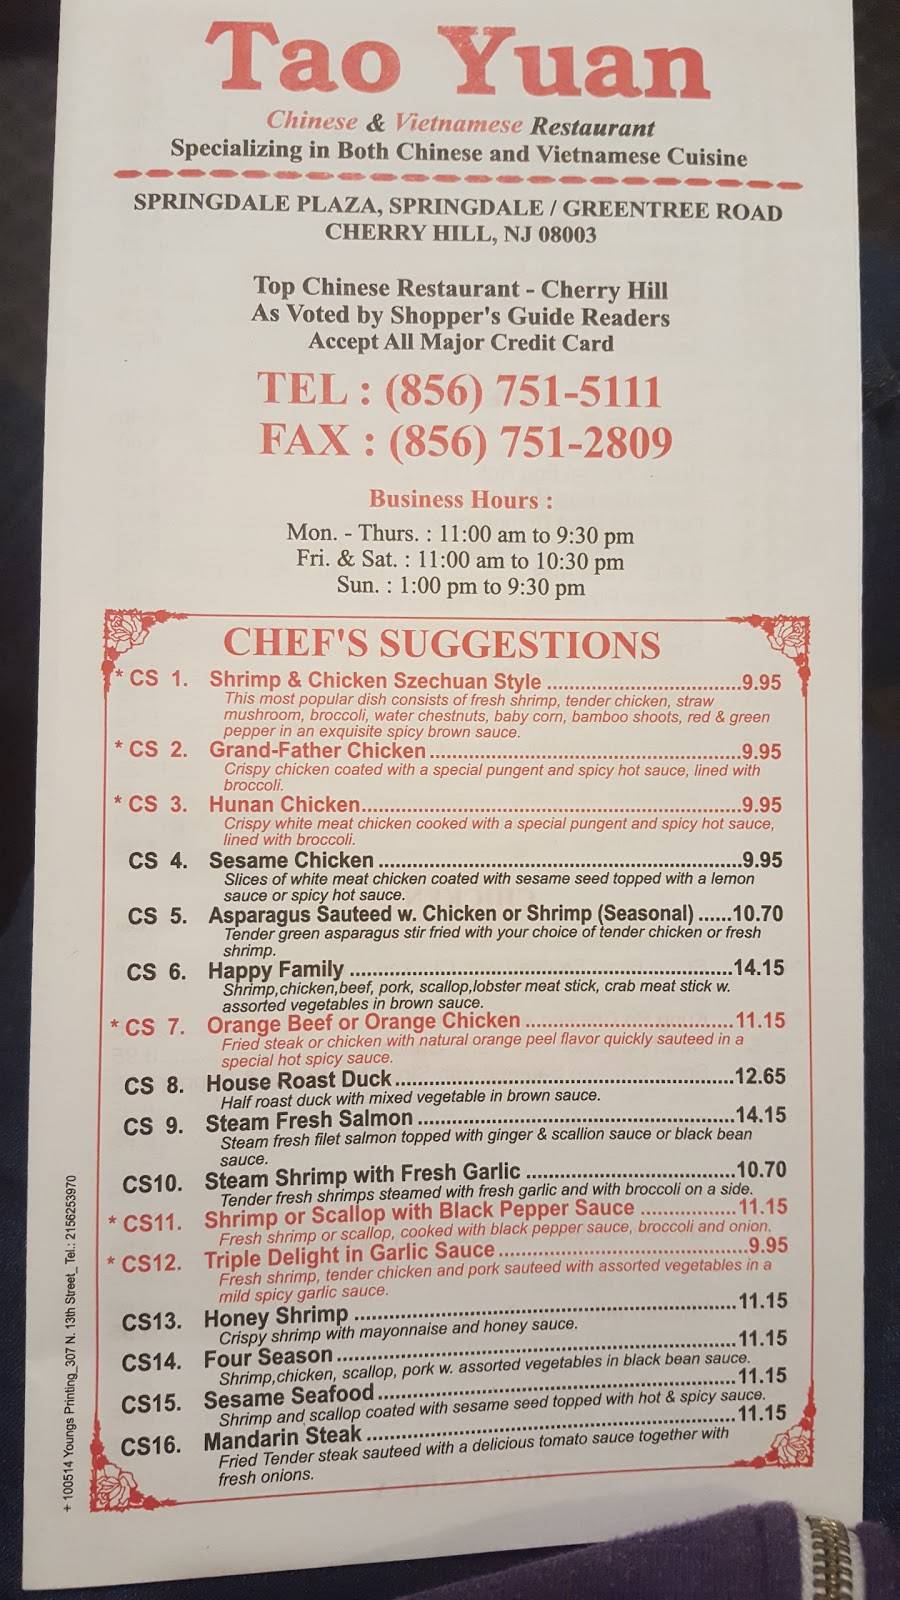 Tao Yuan
Chinese & Vietnamese Restaurant
Specializing in Both Chinese and Vietnamese Cuisine
SPRINGDALE PLAZA, SPRINGDALE / GREENTREE ROAD
CHERRY HILL, NJ 08003
Top Chinese Restaurant - Cherry Hill
As Voted by Shopper's Guide Readers
Accept All Major Credit Card
TEL : (856) 751-5111
FAX : (856) 751-2809
Business Hours :
Mon. - Thurs. : 11:00 am to 9:30 pm
Fri. & Sat. : 11:00 am to 10:30 pm
Sun. : 1:00 pm to 9:30 pm
CHEF'S SUGGESTIONS
* CS 1. Shrimp & Chicken Szechuan Style ................................9.95
This most popular dish consists of fresh shrimp, tender chicken, straw
mushroom, broccoli, water chestnuts, baby corn, bamboo shoots, red & green
pepper in an exquisite spicy brown sauce.
* CS 2. Grand-Father Chicken....................................................9.95
Crispy chicken coated with a special pungent and spicy hot sauce, lined with
broccoli.
* CS 3. Hunan Chicken...............................................................9.95
Crispy white meat chicken cooked with a special pungent and spicy hot sauce,
lined with broccoli.
CS 4. Sesame Chicken ............................................................9.95
Slices of white meat chicken coated with sesame seed topped with a lemon
sauce or spicy hot sauce.
CS 5. Asparagus Sauteed w. Chicken or Shrimp (Seasonal) ......10.70
Tender green asparagus stir fried with your choice of tender chicken or fresh
shrimp.
CS 6. Happy Family ...............................................................14.15
Shrimp,chicken,beef, pork, scallop,lobster meat stick, crab meat stick w.
assorted vegetables in brown sauce.
* CS 7. Orange Beef or Orange Chicken ..................................11.15
Fried steak or chicken with natural orange peel flavor quickly sauteed in a
special hot spicy sauce.
CS 8. House Roast Duck........................................................12.65
Half roast duck with mixed vegetable in brown sauce.
CS 9. Steam Fresh Salmon ....................................................14.15
Steam fresh filet salmon topped with ginger & scallion sauce or black bean
sauce.
CS10. Steam Shrimp with Fresh Garlic ..................................10.70
Tender fresh shrimps steamed with fresh garlic and with broccoli on a side.
* CS11. Shrimp or Scallop with Black Pepper Sauce ................11.15
Fresh shrimp or scallop, cooked with black pepper sauce, broccoli and onion.
* CS12. Triple Delight in Garlic Sauce.........................................9.95
Fresh shrimp, tender chicken and pork sauteed with assorted vegetables in a
mild spicy garlic sauce.
CS13. Honey Shrimp ...............................................................11.15
Crispy shrimp with mayonnaise and honey sauce.
CS14. Four Season..................................................................11.15
Shrimp,chicken, scallop, pork w. assorted vegetables in black bean sauce.
CS15. Sesame Seafood...........................................................11.15
Shrimp and scallop coated with sesame seed topped with hot & spicy sauce.
CS16. Mandarin Steak .............................................................11.15
Fried Tender steak sauteed with a delicious tomato sauce together with
fresh onions.
+ 100514 Youngs Printing_307 N. 13th Street_ Tel.: 2156253970